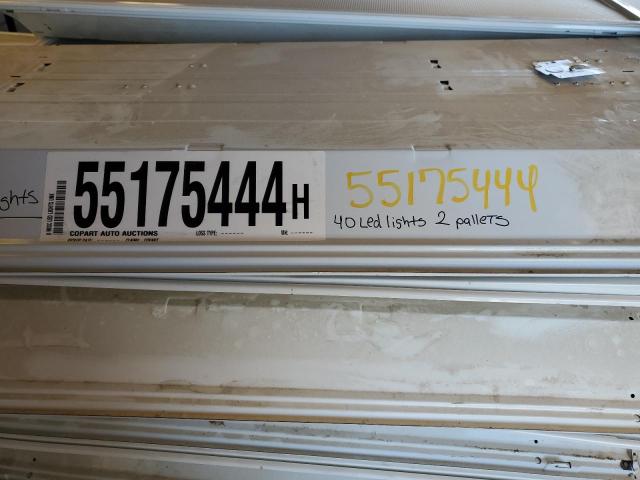 ghts
55175444H
COPART AUTO AUCTIONS LOSS TYPE: ------
55175444
40 Led lights 2 pallets